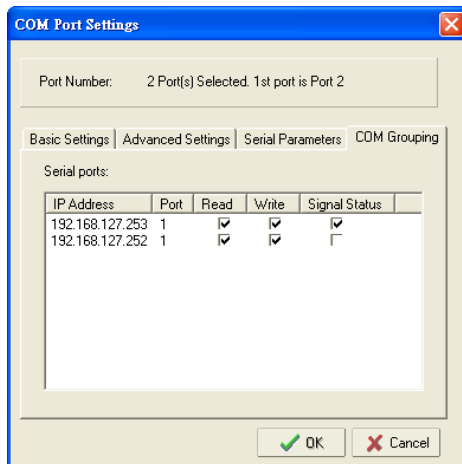 COM Port Settings
Port Number: 2 Port(s) Selected. 1st port is Port 2
Basic Settings Advanced Settings Serial Parameters COM Grouping
Serial ports:
IP Address Port Read Write Signal Status
192.168.127.253 1
192.168.127.252 1
OK Cancel